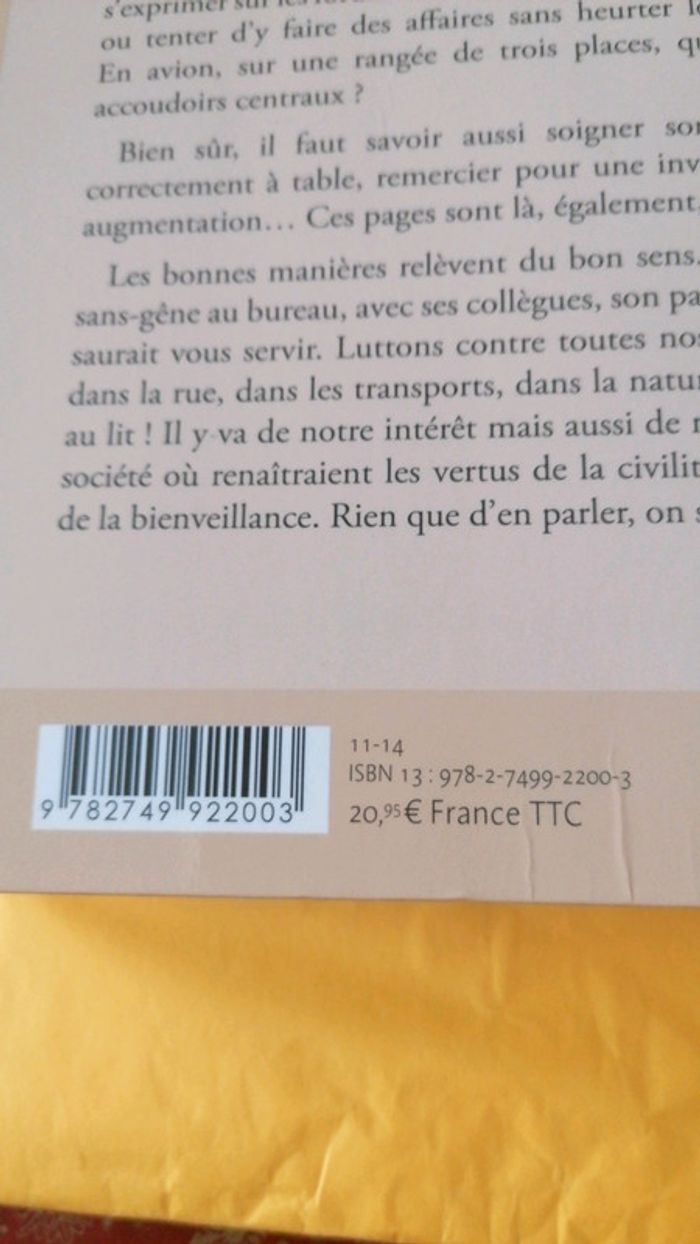 s'exprimer sur les
ou tenter d'y faire des affaires sans heurter
En avion, sur une rangée de trois places,
accoudoirs centraux ?
Bien sûr, il faut savoir aussi soigner
correctement à table, remercier pour une
augmentation... Ces pages sont là, également,
Les bonnes manières relèvent du bon sens.
sans-gêne au bureau, avec ses collègues, son
saurait vous servir. Luttons contre toutes
dans la rue, dans les transports, dans la
au lit ! Il y va de notre intérêt mais aussi de
société où renaîtraient les vertus de la
de la bienveillance. Rien que d'en parler, on
11-14
ISBN 13 : 978-2-7499-2200-3
20,95€ France TTC
9 782749 922003